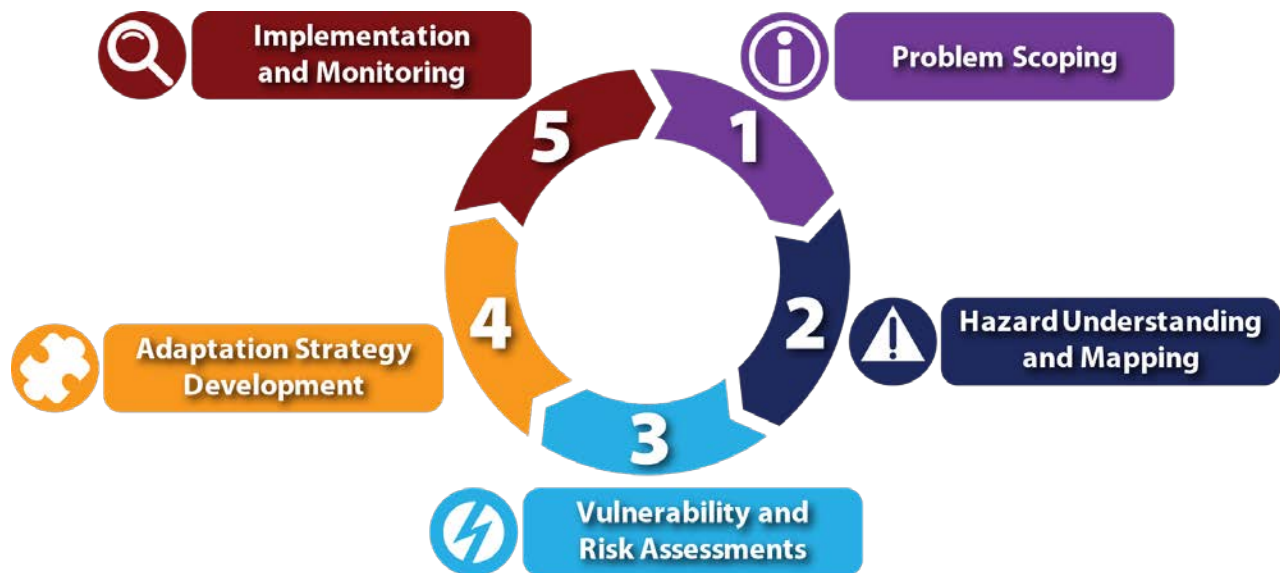 Implementation
and Monitoring
Problem Scoping
5
1
4
2
Hazard Understanding
and Mapping
Adaptation Strategy
Development
3
Vulnerability and
Risk Assessments